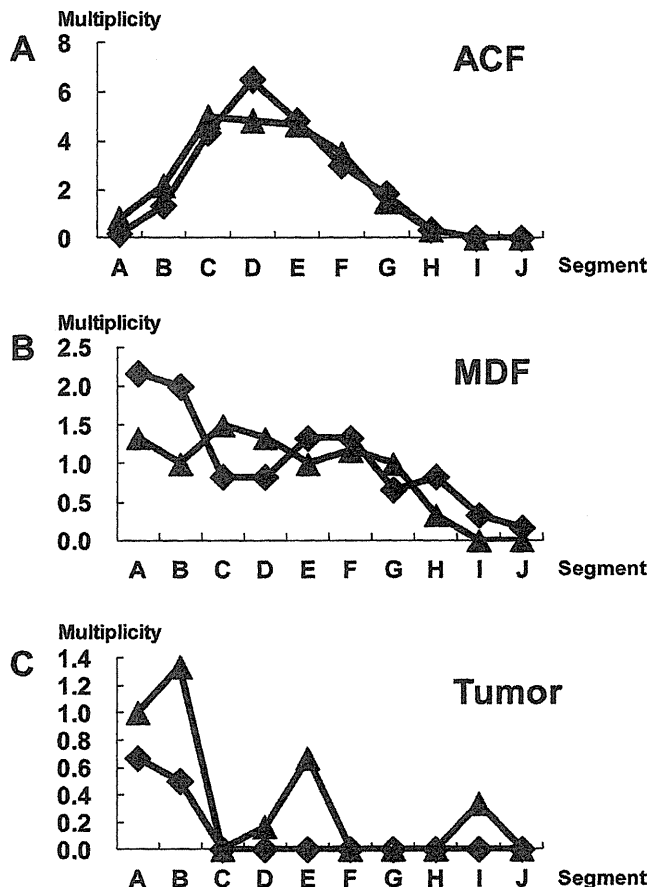 Multiplicity
A
ACF
8
6
4
2
0
A B C D E F G H I J Segment
Multiplicity
B
MDF
2.5
2.0
1.5
1.0
0.5
0.0
A B C D E F G H I J Segment
Multiplicity
C
Tumor
1.4
1.2
1.0
0.8
0.6
0.4
0.2
0.0
A B C D E F G H I J Segment